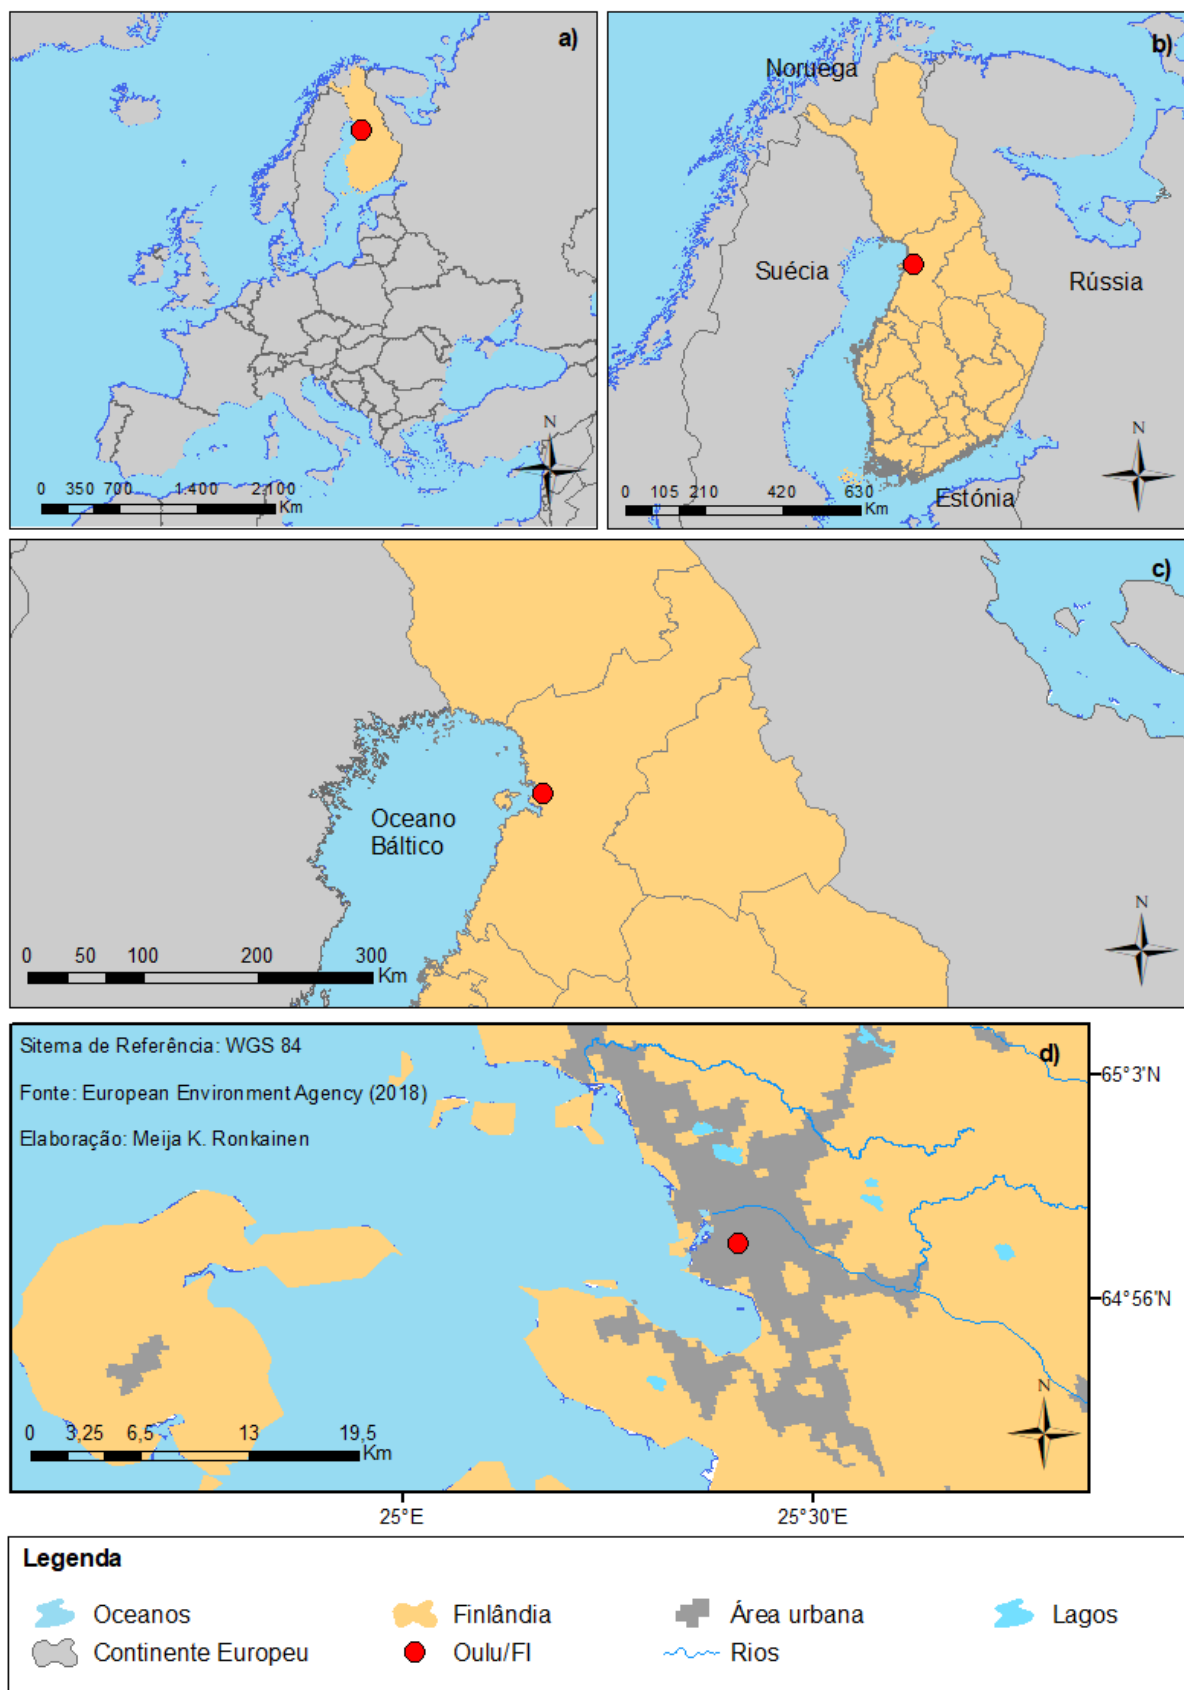 a)
N
0 350 700 1.400 2.100
Km
b)
Noruega
Suécia
Rússia
Estónia
N
0 105 210 420 630
Km
c)
Oceano
Báltico
N
0 50 100 200 300
Km
Sitema de Referência: WGS 84
d)
65°3'N
Fonte: European Environment Agency (2018)
Elaboração: Meija K. Ronkainen
64°56'N
N
0 3,25 6,5 13 19,5
Km
25°E 25°30'E
Legenda
Oceanos Finlândia Área urbana Lagos
Continente Europeu Oulu/FI Rios